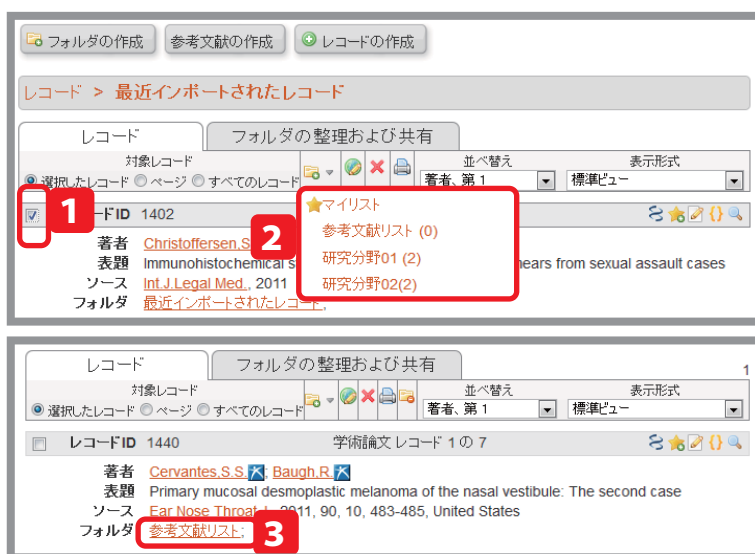 フォルダの作成 参考文献の作成 レコードの作成
レコード > 最近インポートされたレコード
レコード フォルダの整理および共有
対象レコード 並べ替え 表示形式
選択したレコード ページ すべてのレコード 著者、第 1 標準ビュー
1 ドID 1402
2
マイリスト
参考文献リスト (0)
研究分野01 (2)
研究分野02(2)
著者 Christoffersen,S
表題 Immunohistochemical s ears from sexual assault cases
ソース Int.J.Legal Med., 2011
フォルダ 最近インポートされたレコード;
レコード フォルダの整理および共有 1
対象レコード 並べ替え 表示形式
選択したレコード ページ すべてのレコード 著者、第 1 標準ビュー
レコードID 1440 学術論文 レコード 1 の 7
著者 Cervantes,S.S. ; Baugh,R.
表題 Primary mucosal desmoplastic melanoma of the nasal vestibule: The second case
ソース Ear Nose Throat 2011, 90, 10, 483-485, United States
フォルダ 参考文献リスト; 3